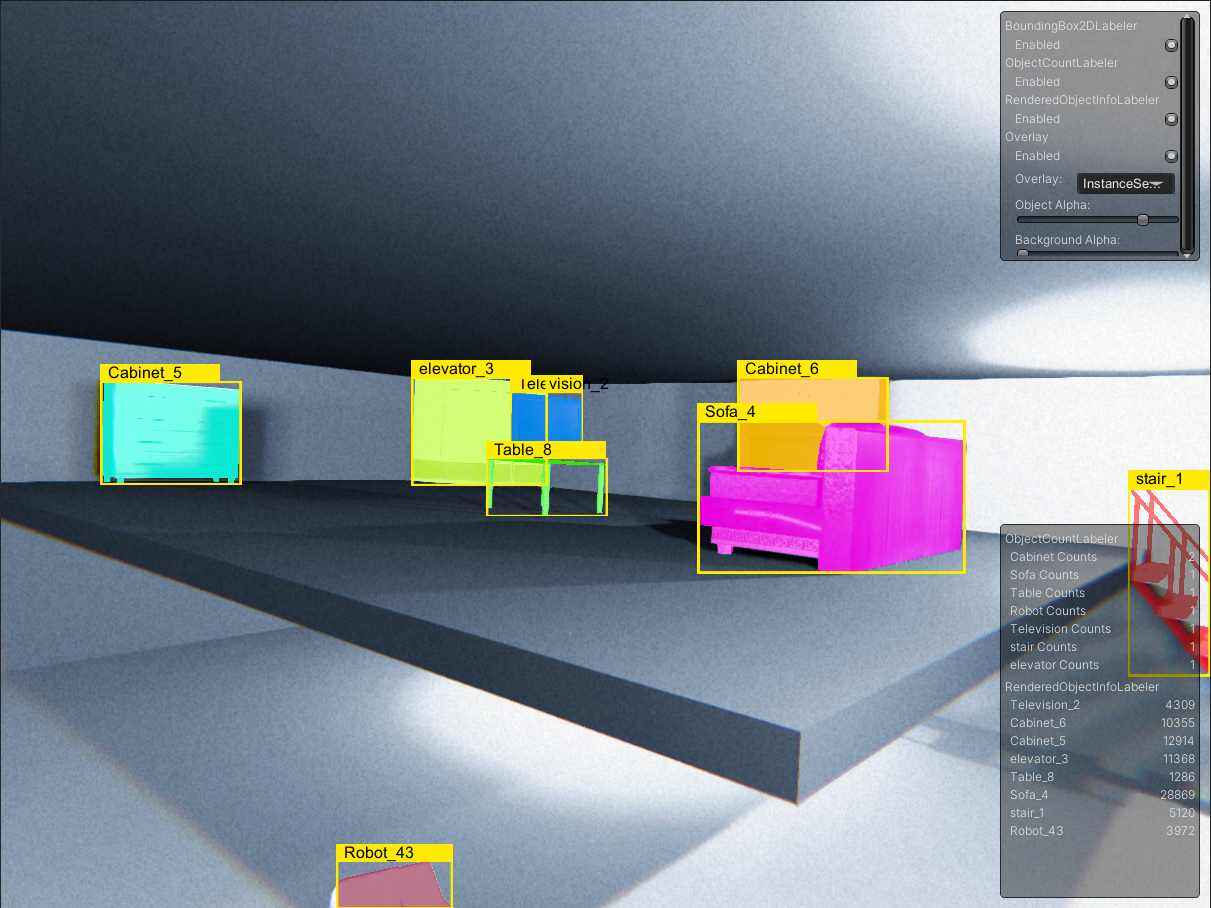 BoundingBox2DLabeler
Enabled
ObjectCountLabeler
Enabled
RenderedObjectInfoLabeler
Enabled
Overlay
Enabled
Overlay: InstanceSe...
Object Alpha:
Background Alpha:
Cabinet_5
elevator_3
Television_2
Cabinet_6
Sofa_4
Table_8
stair_1
Robot_43
ObjectCountLabeler
Cabinet Counts 2
Sofa Counts 1
Table Counts 1
Robot Counts 1
Television Counts 1
stair Counts 1
elevator Counts 1
RenderedObjectInfoLabeler
Television_2 4309
Cabinet_6 10355
Cabinet_5 12914
elevator_3 11368
Table_8 1286
Sofa_4 28869
stair_1 5120
Robot_43 3972